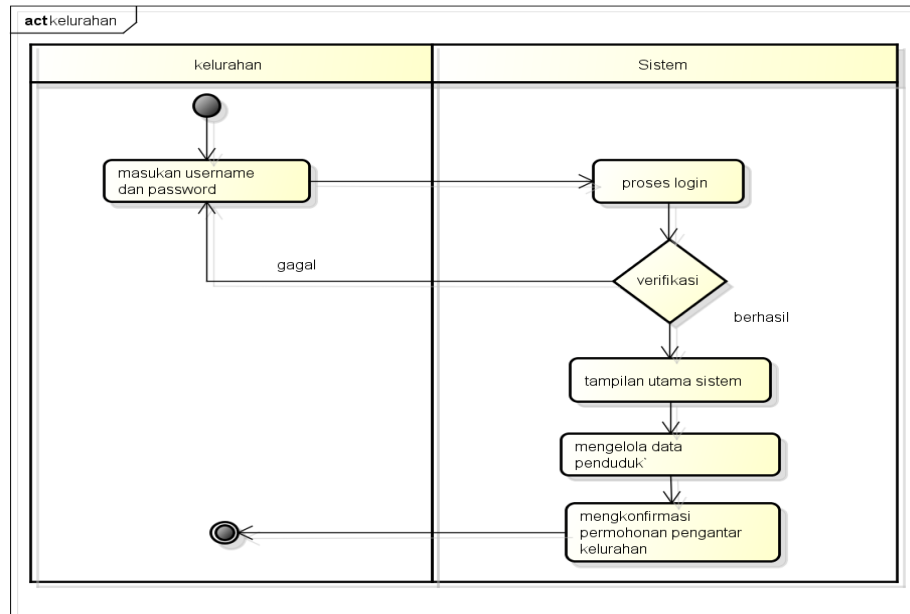 act kelurahan
kelurahan
Sistem
masukan username
dan password
proses login
gagal
verifikasi
berhasil
tampilan utama sistem
mengelola data
penduduk`
mengkonfirmasi
permohonan pengantar
kelurahan